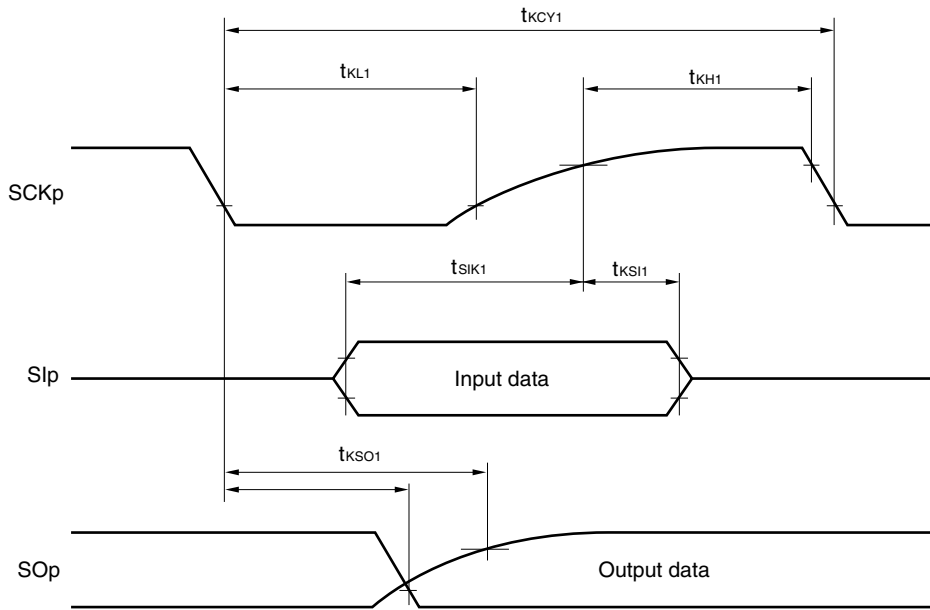 tKCY1
tKL1
tKH1
SCKp
tSIK1
tKSI1
SIp
Input data
tKSO1
SOp
Output data